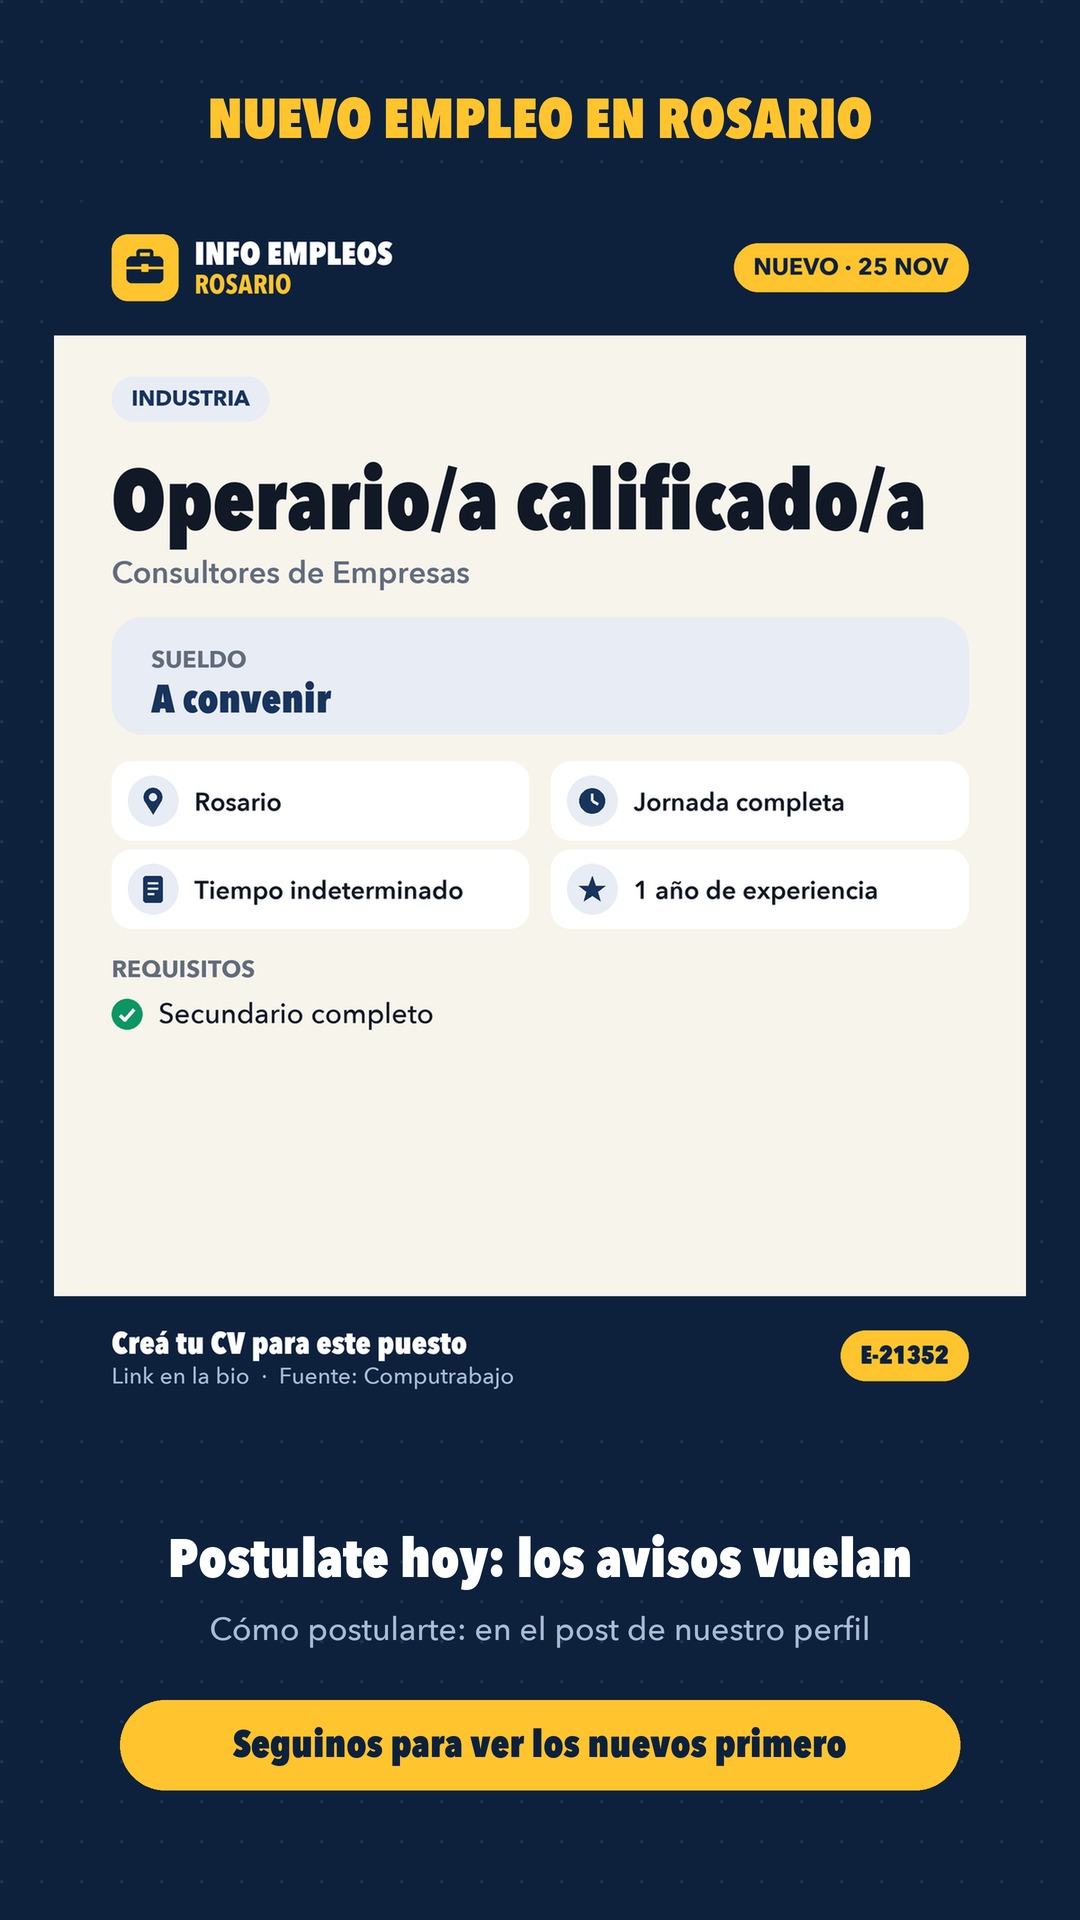 NUEVO EMPLEO EN ROSARIO
INFO EMPLEOS
ROSARIO
NUEVO · 25 NOV
INDUSTRIA
Operario/a calificado/a
Consultores de Empresas
SUELDO
A convenir
Rosario
Jornada completa
Tiempo indeterminado
1 año de experiencia
REQUISITOS
Secundario completo
Creá tu CV para este puesto
Link en la bio · Fuente: Computrabajo
E-21352
Postulate hoy: los avisos vuelan
Cómo postularte: en el post de nuestro perfil
Seguinos para ver los nuevos primero